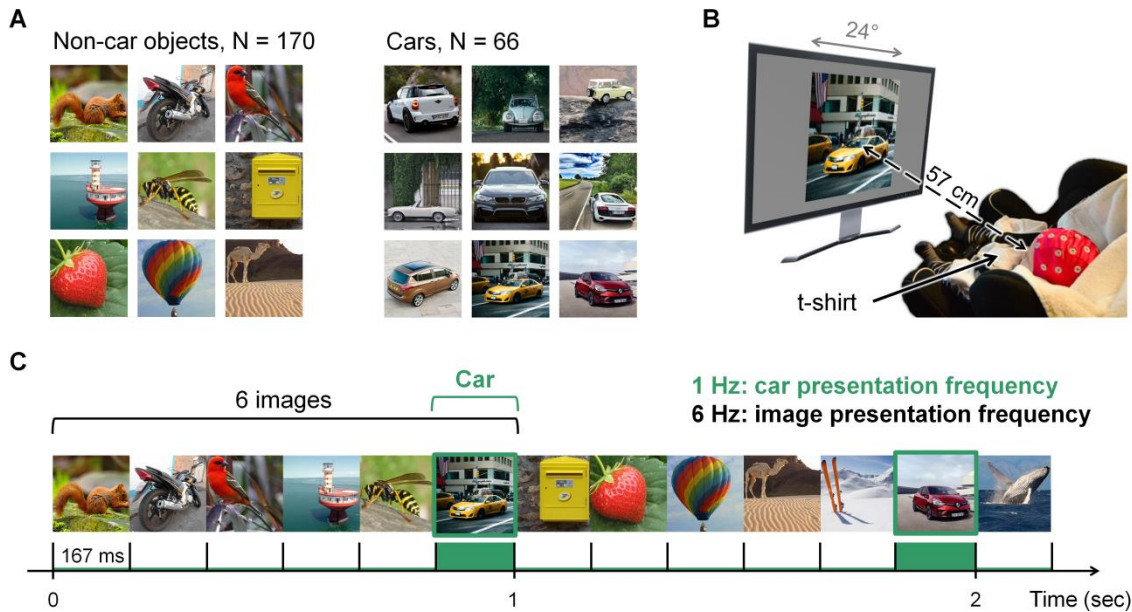 A
Non-car objects, N = 170
Cars, N = 66
B
24°
57 cm
t-shirt
C
Car
6 images
1 Hz: car presentation frequency
6 Hz: image presentation frequency
167 ms
0
1
2
Time (sec)